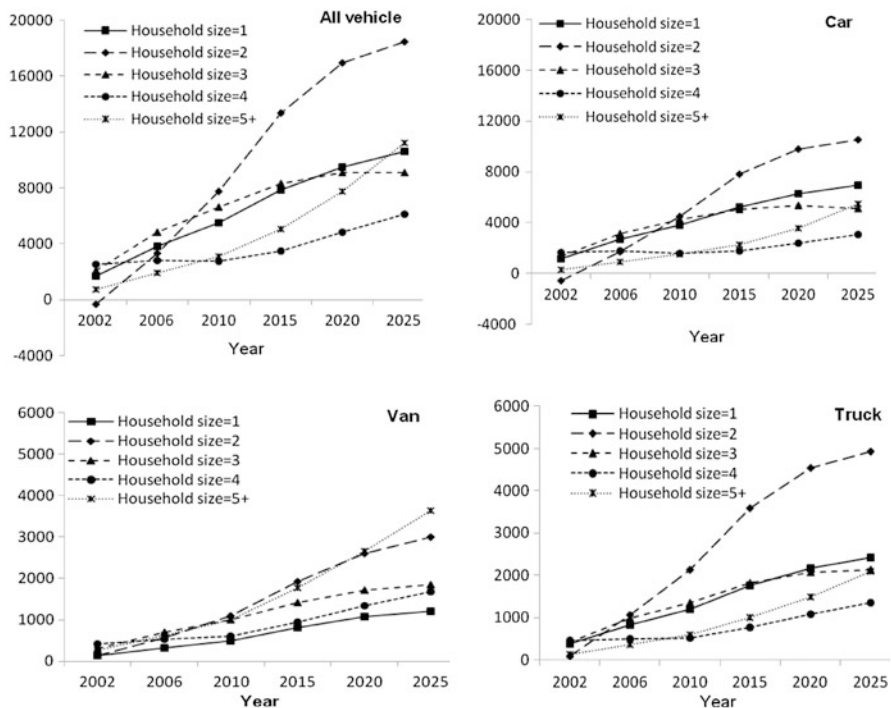 All vehicle
20000
16000
12000
8000
4000
0
-4000
Household size=1
Household size=2
Household size=3
Household size=4
Household size=5+
2002 2006 2010 2015 2020 2025
Year
Car
20000
16000
12000
8000
4000
0
-4000
Household size=1
Household size=2
Household size=3
Household size=4
Household size=5+
2002 2006 2010 2015 2020 2025
Year
Van
6000
5000
4000
3000
2000
1000
0
Household size=1
Household size=2
Household size=3
Household size=4
Household size=5+
2002 2006 2010 2015 2020 2025
Year
Truck
6000
5000
4000
3000
2000
1000
0
Household size=1
Household size=2
Household size=3
Household size=4
Household size=5+
2002 2006 2010 2015 2020 2025
Year